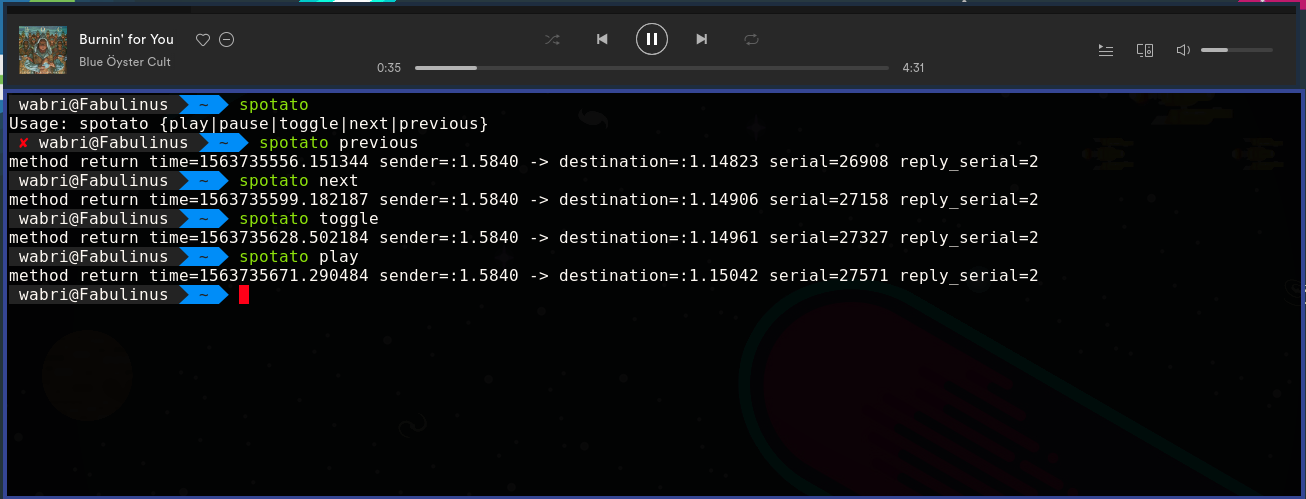 Burnin' for You
Blue Öyster Cult
0:35
4:31
wabri@Fabulinus ~ spotato
Usage: spotato {play|pause|toggle|next|previous}
✘ wabri@Fabulinus ~ spotato previous
method return time=1563735556.151344 sender=:1.5840 -> destination=:1.14823 serial=26908 reply_serial=2
wabri@Fabulinus ~ spotato next
method return time=1563735599.182187 sender=:1.5840 -> destination=:1.14906 serial=27158 reply_serial=2
wabri@Fabulinus ~ spotato toggle
method return time=1563735628.502184 sender=:1.5840 -> destination=:1.14961 serial=27327 reply_serial=2
wabri@Fabulinus ~ spotato play
method return time=1563735671.290484 sender=:1.5840 -> destination=:1.15042 serial=27571 reply_serial=2
wabri@Fabulinus ~